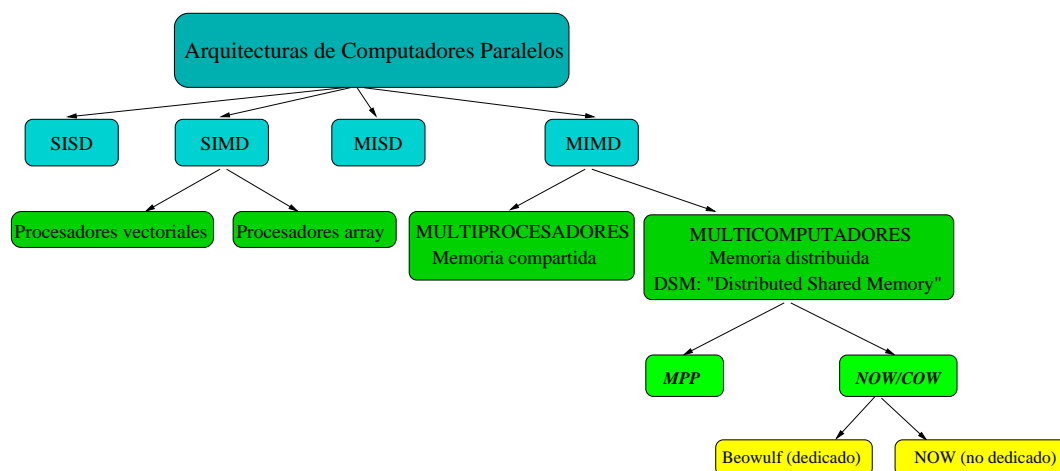 Arquitecturas de Computadores Paralelos
SISD
SIMD
MISD
MIMD
Procesadores vectoriales
Procesadores array
MULTIPROCESADORES
Memoria compartida
MULTICOMPUTADORES
Memoria distribuida
DSM: "Distributed Shared Memory"
MPP
NOW/COW
Beowulf (dedicado)
NOW (no dedicado)